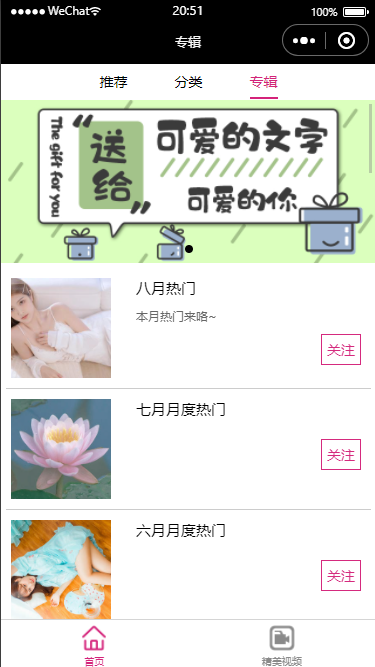 WeChat
20:51
100%
专辑
推荐
分类
专辑
The gift for you
送给
可爱的文字
可爱的你
八月热门
本月热门来咯~
关注
七月月度热门
关注
六月月度热门
关注
首页
精美视频